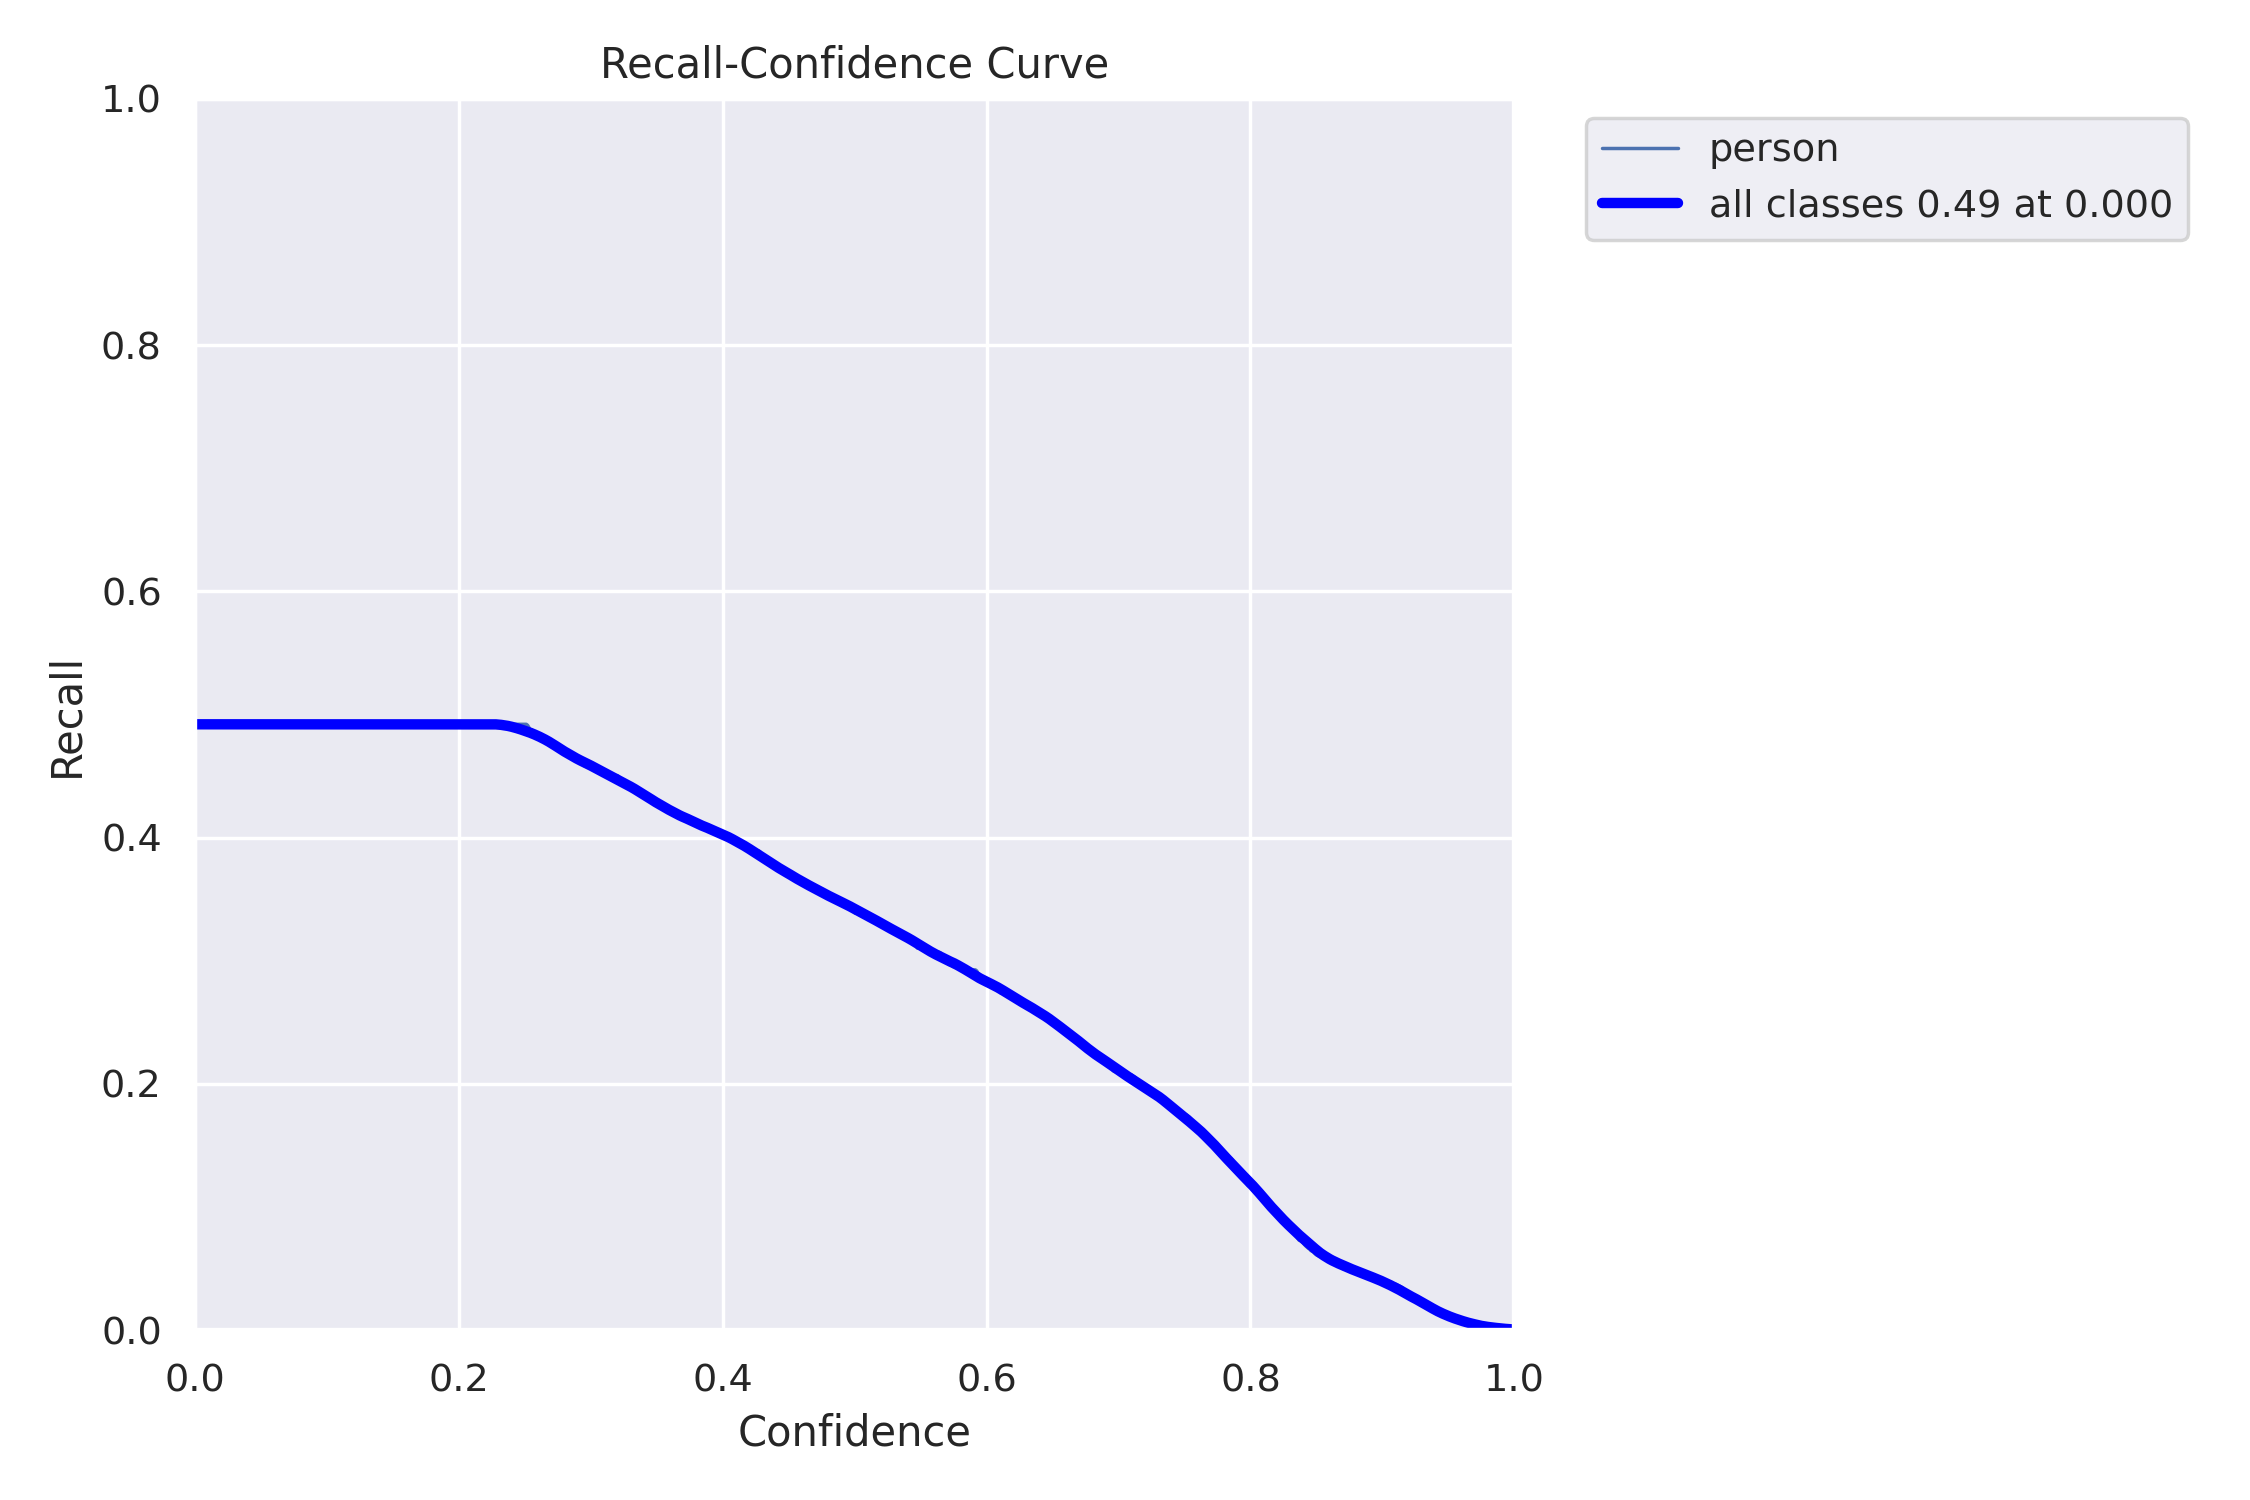 Recall-Confidence Curve
1.0
0.8
0.6
0.4
0.2
0.0
Recall
0.0 0.2 0.4 0.6 0.8 1.0
Confidence
person
all classes 0.49 at 0.000